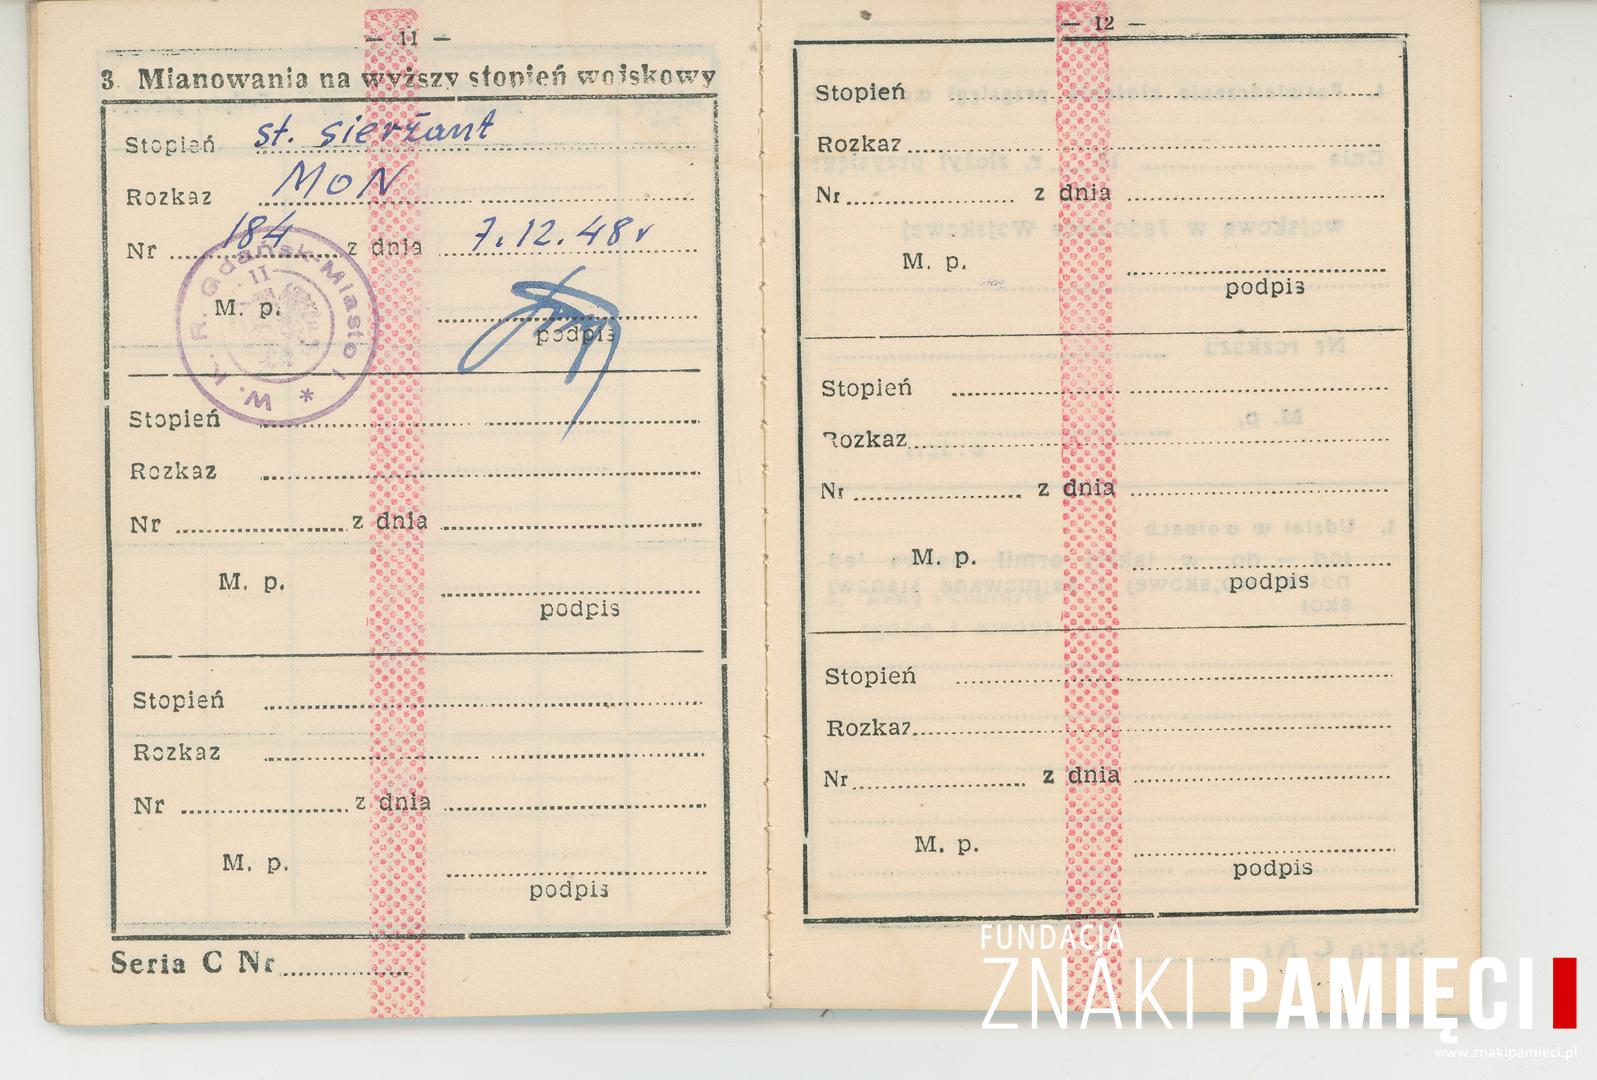 — 11 —
3. Mianowania na wyższy stopień wojskowy
Stopień st. sierżant
Rozkaz MON
Nr 184 z dnia 7.12.48 r
M. p.
podpis
W. K. R. Gdańsk-Miasto I *
II
Stopień
Rozkaz
Nr z dnia
M. p.
podpis
Stopień
Rozkaz
Nr z dnia
M. p.
podpis
Seria C Nr
— 12 —
Stopień
Rozkaz
Nr z dnia
M. p.
podpis
Stopień
Rozkaz
Nr z dnia
M. p.
podpis
Stopień
Rozkaz
Nr z dnia
M. p.
podpis
FUNDACJA
ZNAKI PAMIĘCI
www.znakipamieci.pl